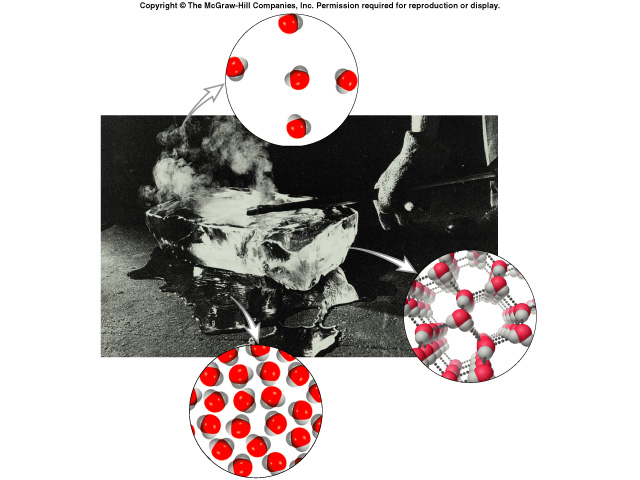 Copyright © The McGraw-Hill Companies, Inc. Permission required for reproduction or display.